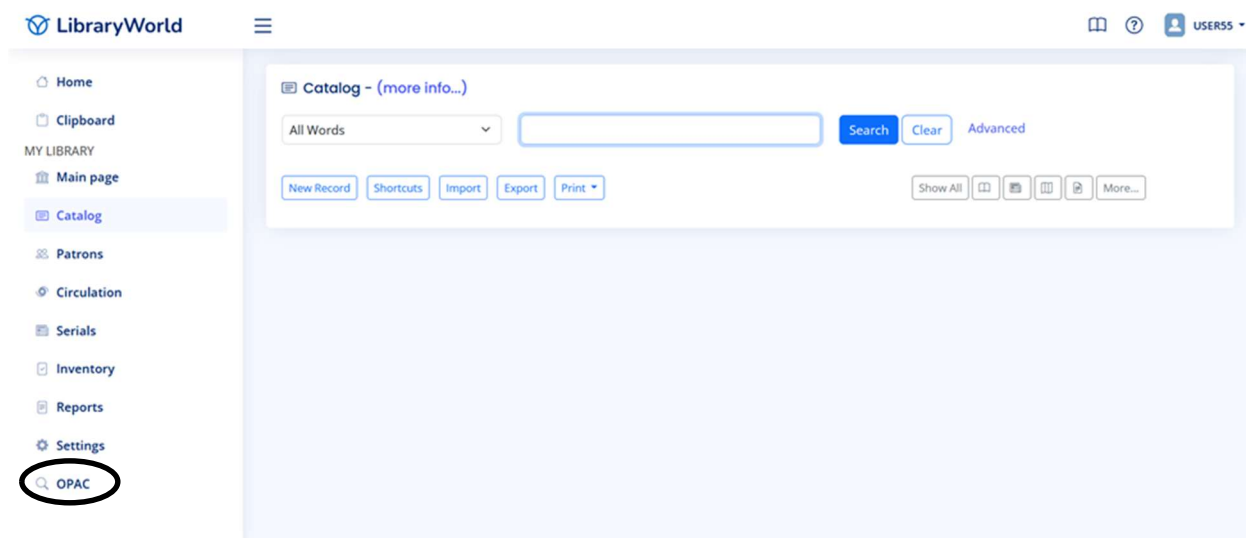 LibraryWorld
USER55
Home
Clipboard
MY LIBRARY
Main page
Catalog
Patrons
Circulation
Serials
Inventory
Reports
Settings
OPAC
Catalog - (more info...)
All Words
Search Clear Advanced
New Record Shortcuts Import Export Print
Show All More...